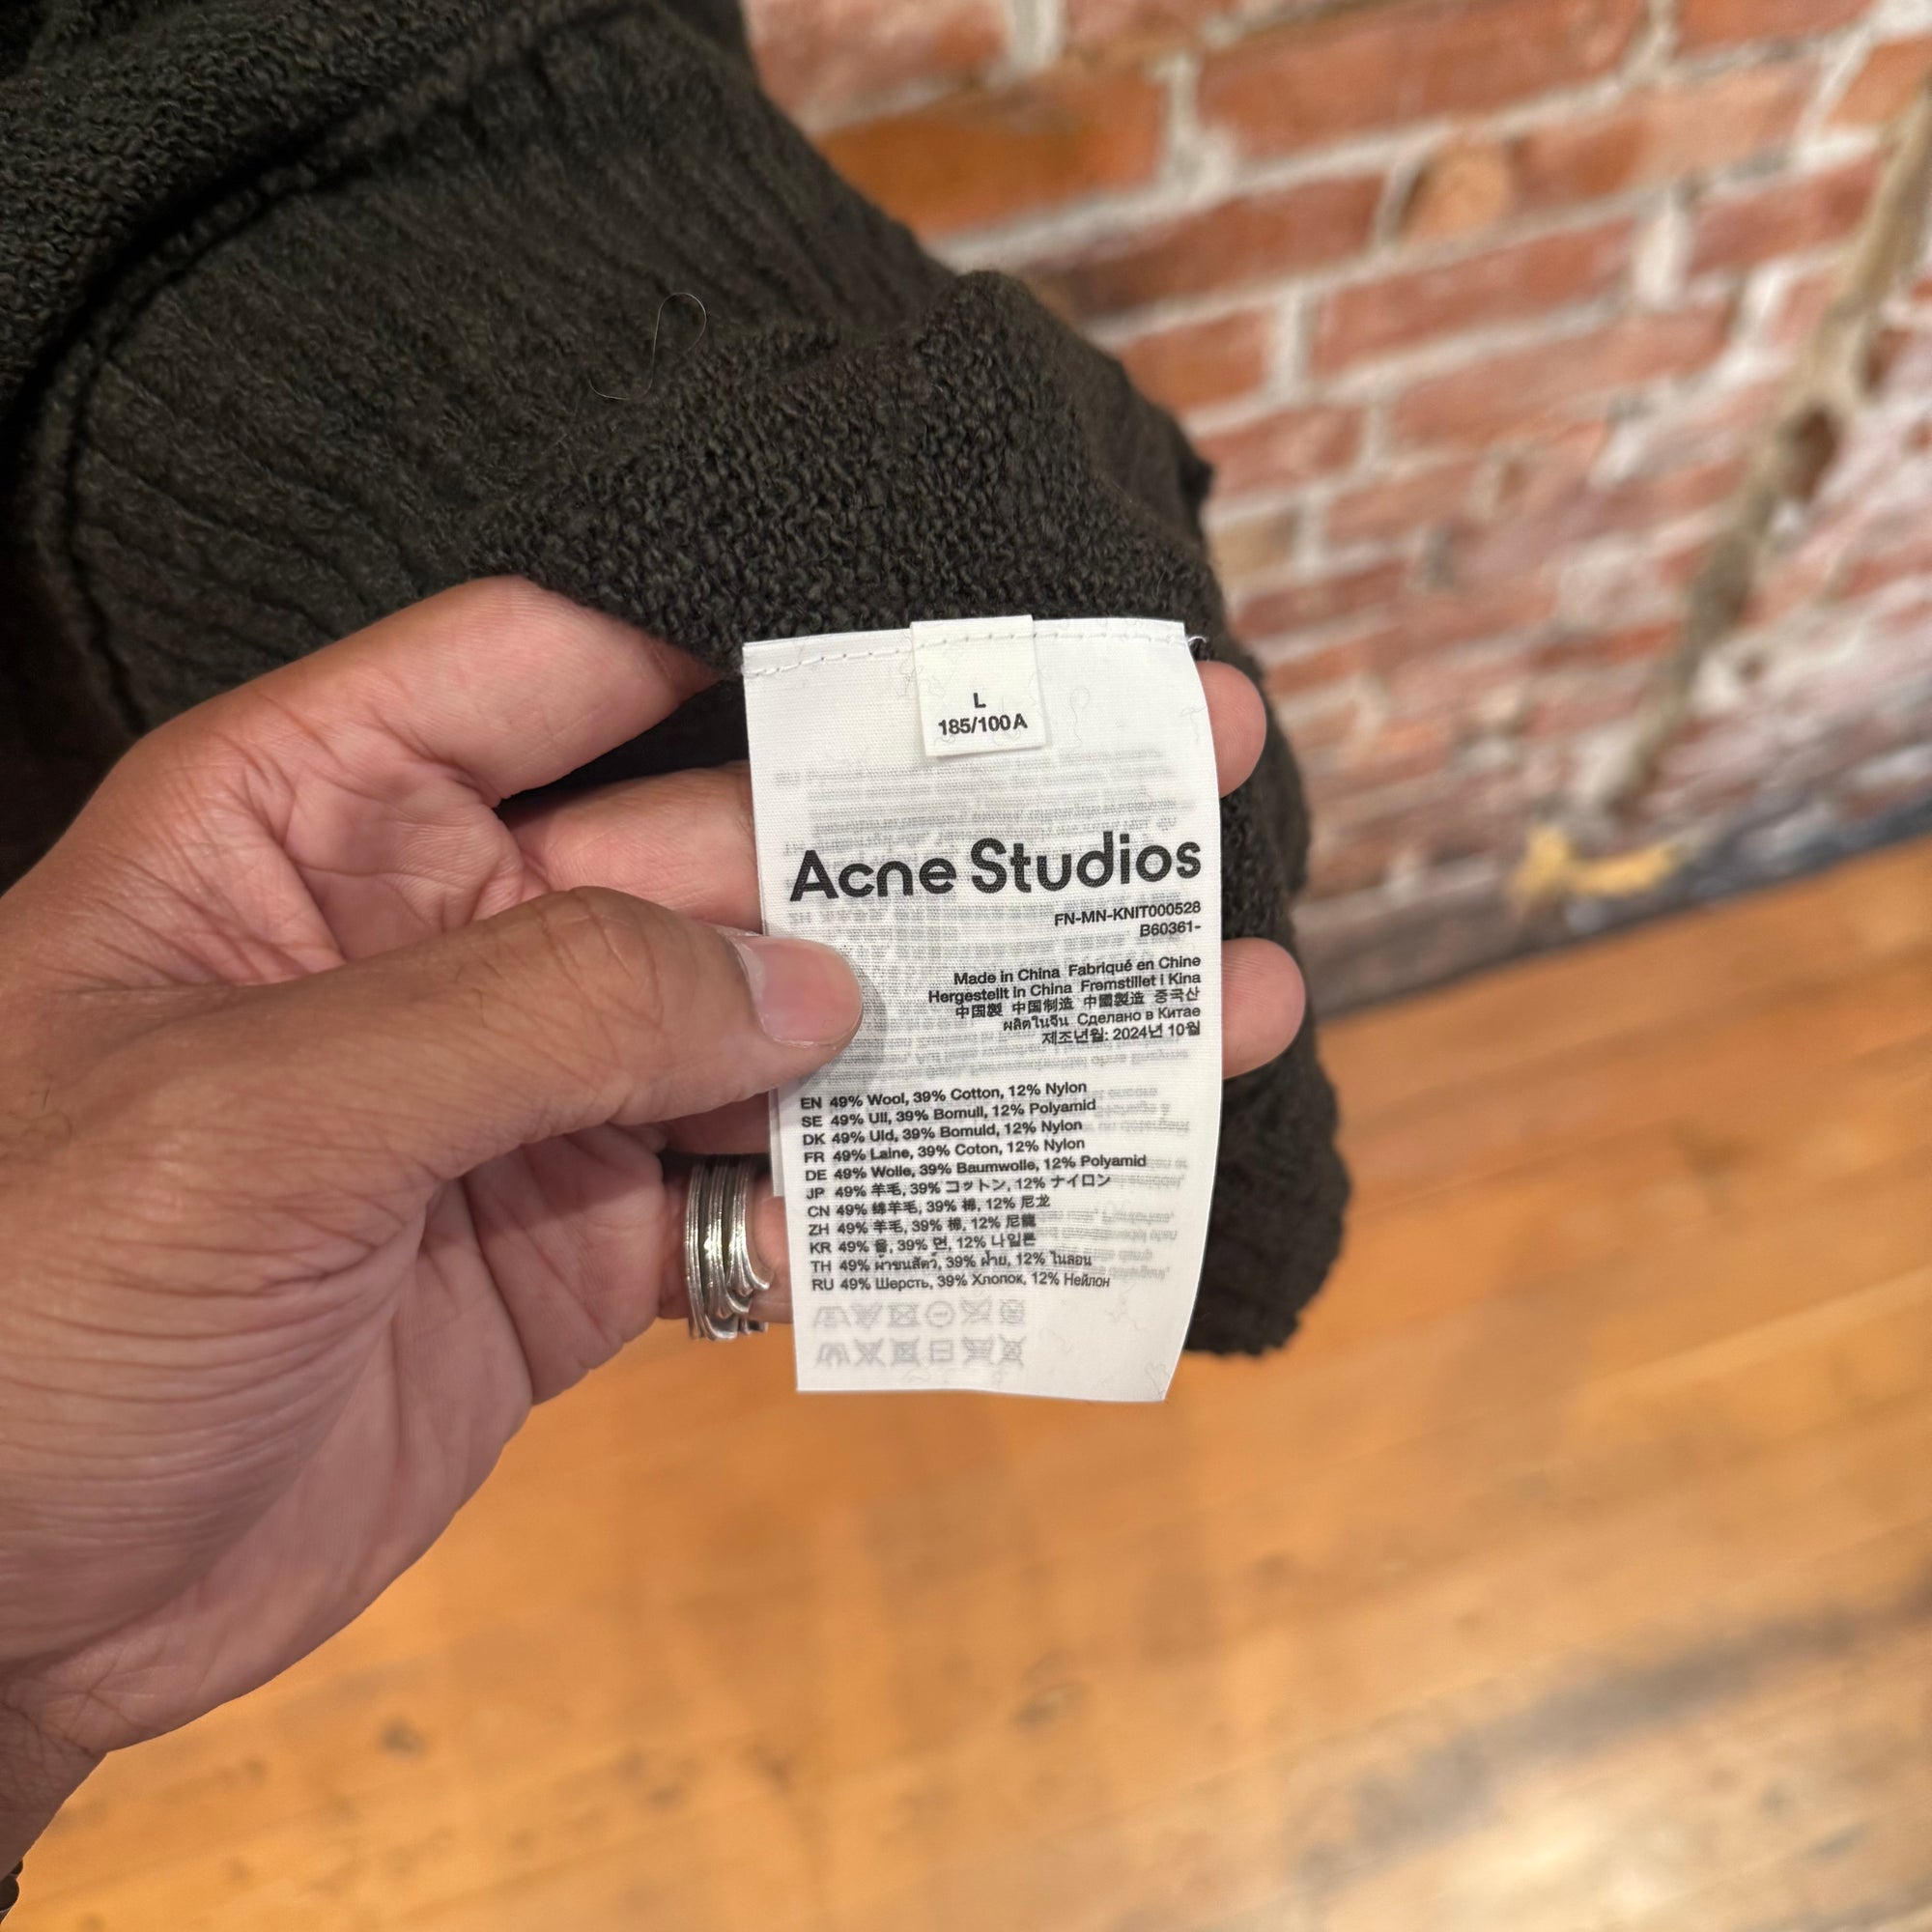 L
185/100A
Acne Studios
FN-MN-KNIT000528
B60361-
Made in China Fabriqué en Chine
Hergestellt in China Fremstillet i Kina
中国製 中国制造 中國製造 중국산
ผลิตในจีน Сделано в Китае
제조년월: 2024년 10월
EN 49% Wool, 39% Cotton, 12% Nylon
SE 49% Ull, 39% Bomull, 12% Polyamid
DK 49% Uld, 39% Bomuld, 12% Nylon
FR 49% Laine, 39% Coton, 12% Nylon
DE 49% Wolle, 39% Baumwolle, 12% Polyamid
JP 49% 羊毛, 39% コットン, 12% ナイロン
CN 49% 绵羊毛, 39% 棉, 12% 尼龙
ZH 49% 羊毛, 39% 棉, 12% 尼龍
KR 49% 울, 39% 면, 12% 나일론
TH 49% ผ้าขนสัตว์, 39% ฝ้าย, 12% ไนลอน
RU 49% Шерсть, 39% Хлопок, 12% Нейлон